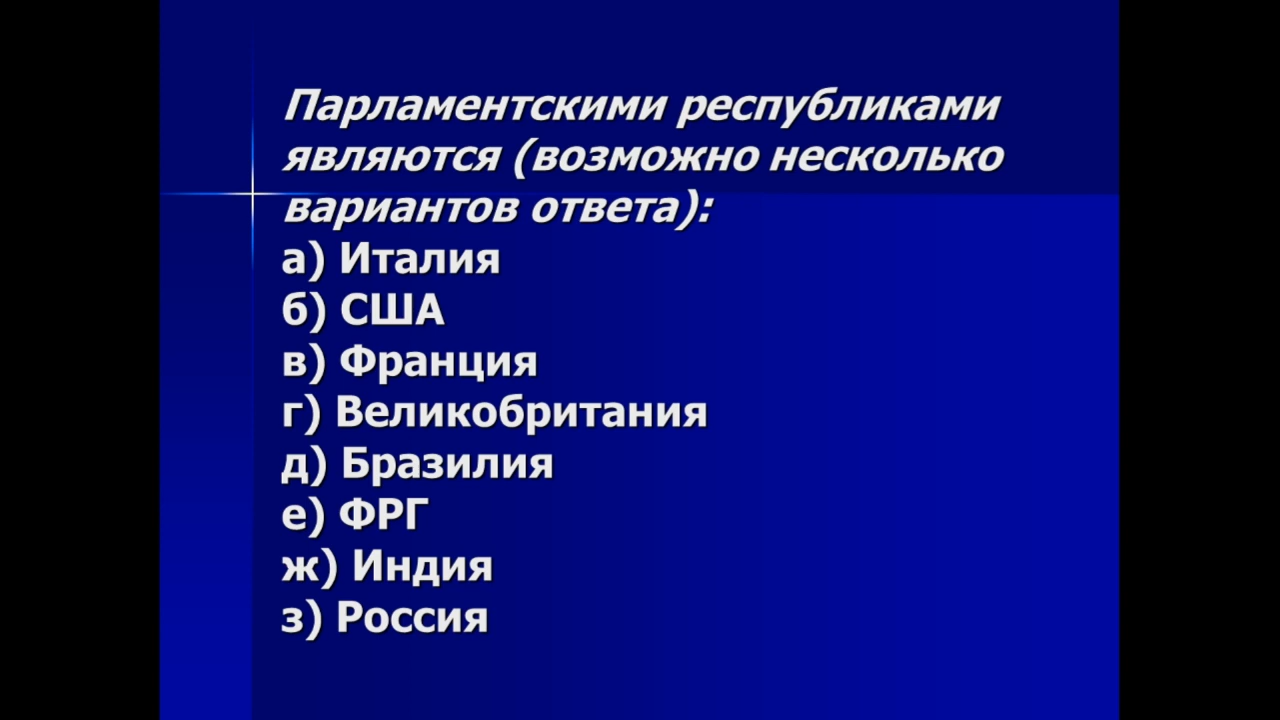 Парламентскими республиками
являются (возможно несколько
вариантов ответа):
а) Италия
б) США
в) Франция
г) Великобритания
д) Бразилия
е) ФРГ
ж) Индия
з) Россия